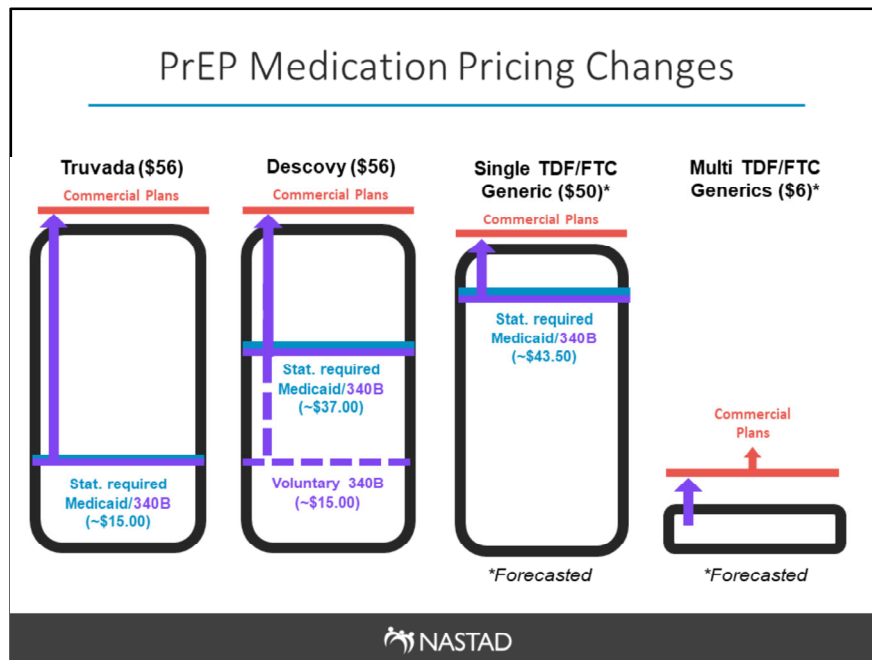 PrEP Medication Pricing Changes
Truvada ($56)
Commercial Plans
Stat. required
Medicaid/340B
(~$15.00)
Descovy ($56)
Commercial Plans
Stat. required
Medicaid/340B
(~$37.00)
Voluntary 340B
(~$15.00)
Single TDF/FTC
Generic ($50)*
Commercial Plans
Stat. required
Medicaid/340B
(~$43.50)
*Forecasted
Multi TDF/FTC
Generics ($6)*
Commercial
Plans
*Forecasted
NASTAD